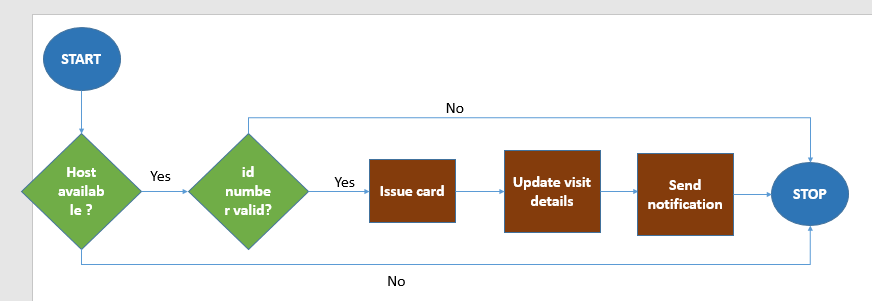 START
No
Host
availab
le ?
Yes
id
numbe
r valid?
Yes
Issue card
Update visit
details
Send
notification
STOP
No